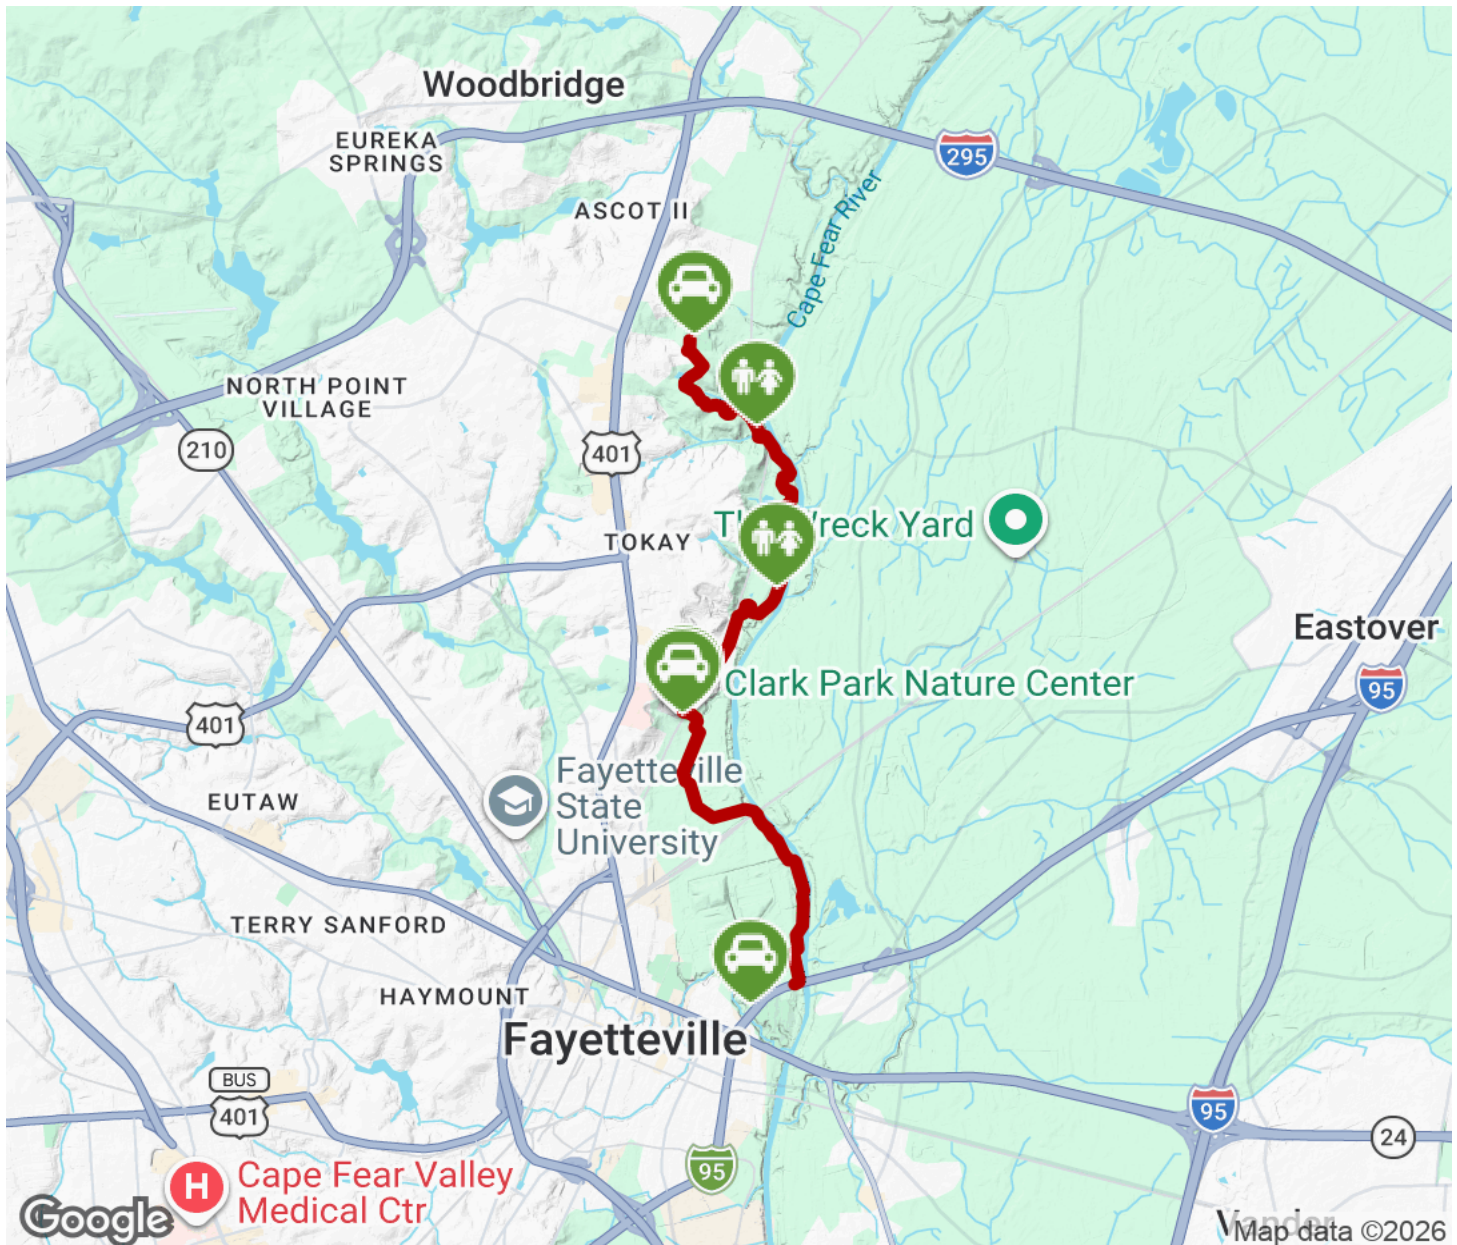 Woodbridge
EUREKA
SPRINGS
295
ASCOT II
Cape Fear River
NORTH POINT
VILLAGE
210
401
TOKAY
Wreck Yard
Eastover
95
Clark Park Nature Center
401
Fayetteville
State
University
EUTAW
TERRY SANFORD
HAYMOUNT
Fayetteville
BUS
401
95
24
95
Cape Fear Valley
Medical Ctr
H
Google
Map data ©2026